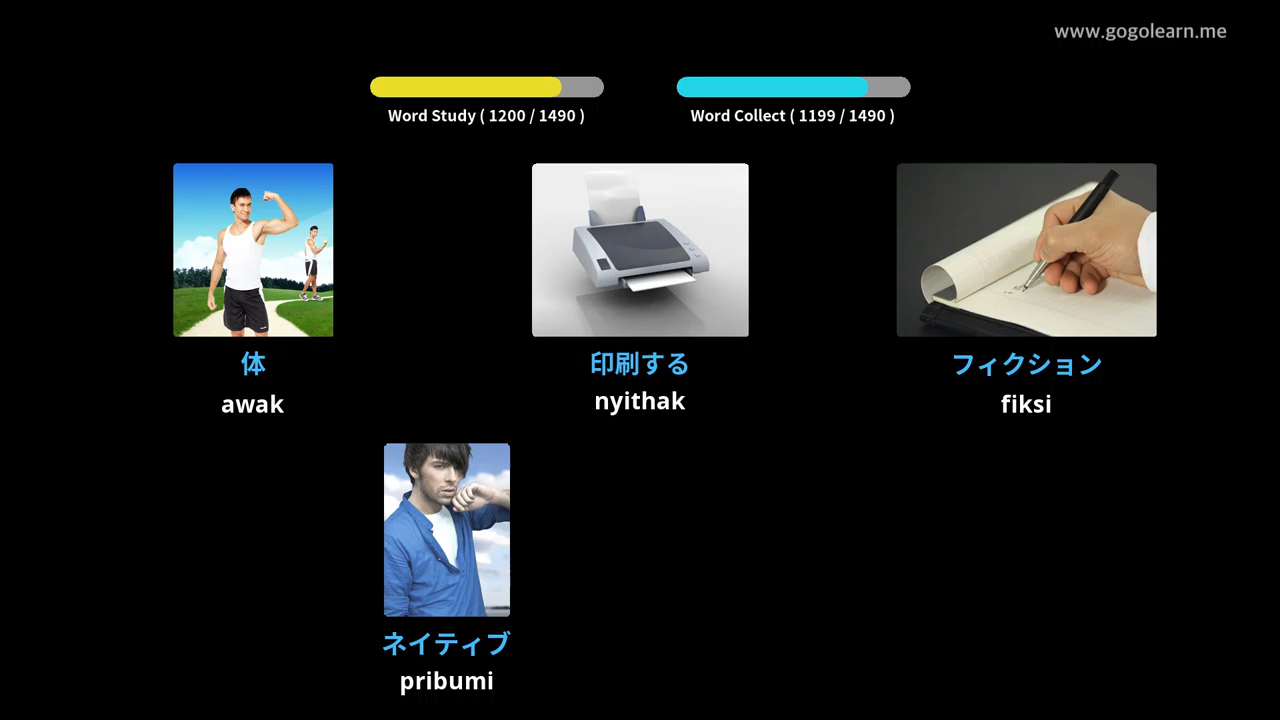 www.gogolearn.me
Word Study ( 1200 / 1490 )
Word Collect ( 1199 / 1490 )
体
印刷する
フィクション
awak
nyithak
fiksi
ネイティブ
pribumi